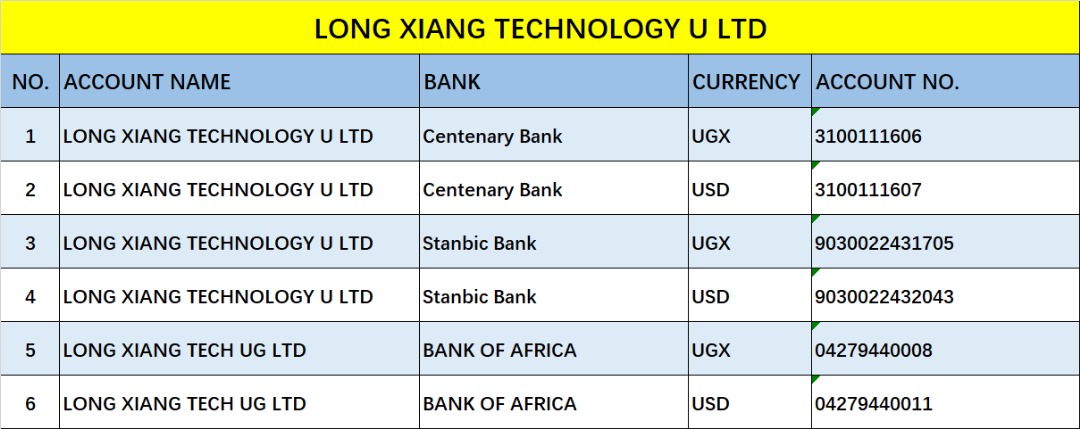 LONG XIANG TECHNOLOGY U LTD
NO. ACCOUNT NAME BANK CURRENCY ACCOUNT NO.
1 LONG XIANG TECHNOLOGY U LTD Centenary Bank UGX 3100111606
2 LONG XIANG TECHNOLOGY U LTD Centenary Bank USD 3100111607
3 LONG XIANG TECHNOLOGY U LTD Stanbic Bank UGX 9030022431705
4 LONG XIANG TECHNOLOGY U LTD Stanbic Bank USD 9030022432043
5 LONG XIANG TECH UG LTD BANK OF AFRICA UGX 04279440008
6 LONG XIANG TECH UG LTD BANK OF AFRICA USD 04279440011